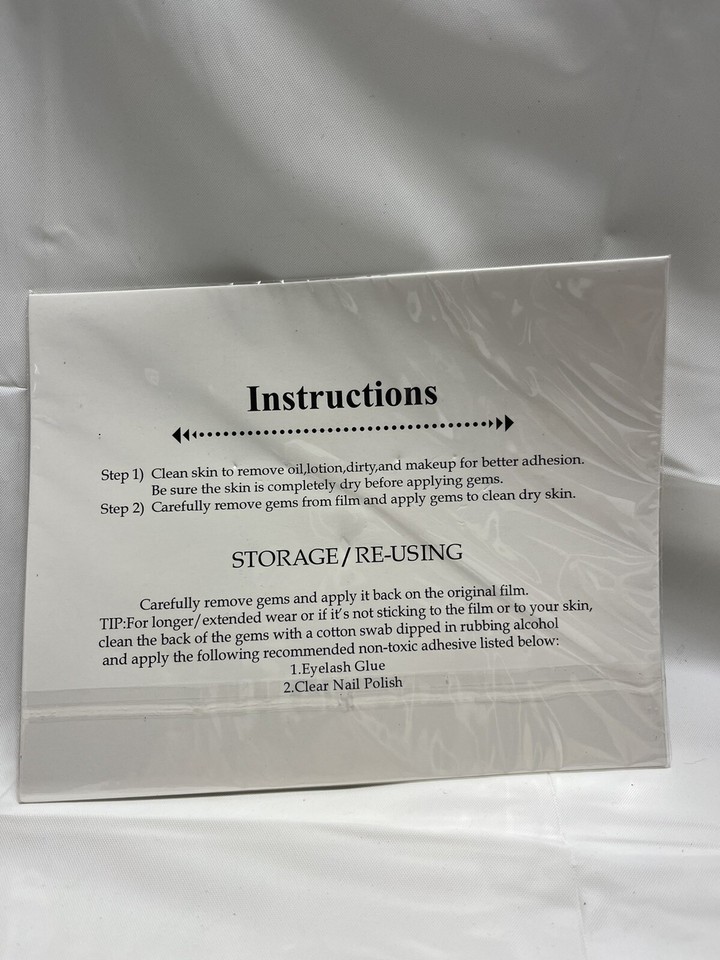 Instructions
Step 1) Clean skin to remove oil,lotion,dirty,and makeup for better adhesion.
Be sure the skin is completely dry before applying gems.
Step 2) Carefully remove gems from film and apply gems to clean dry skin.
STORAGE/RE-USING
Carefully remove gems and apply it back on the original film.
TIP:For longer/extended wear or if it's not sticking to the film or to your skin,
clean the back of the gems with a cotton swab dipped in rubbing alcohol
and apply the following recommended non-toxic adhesive listed below:
1.Eyelash Glue
2.Clear Nail Polish